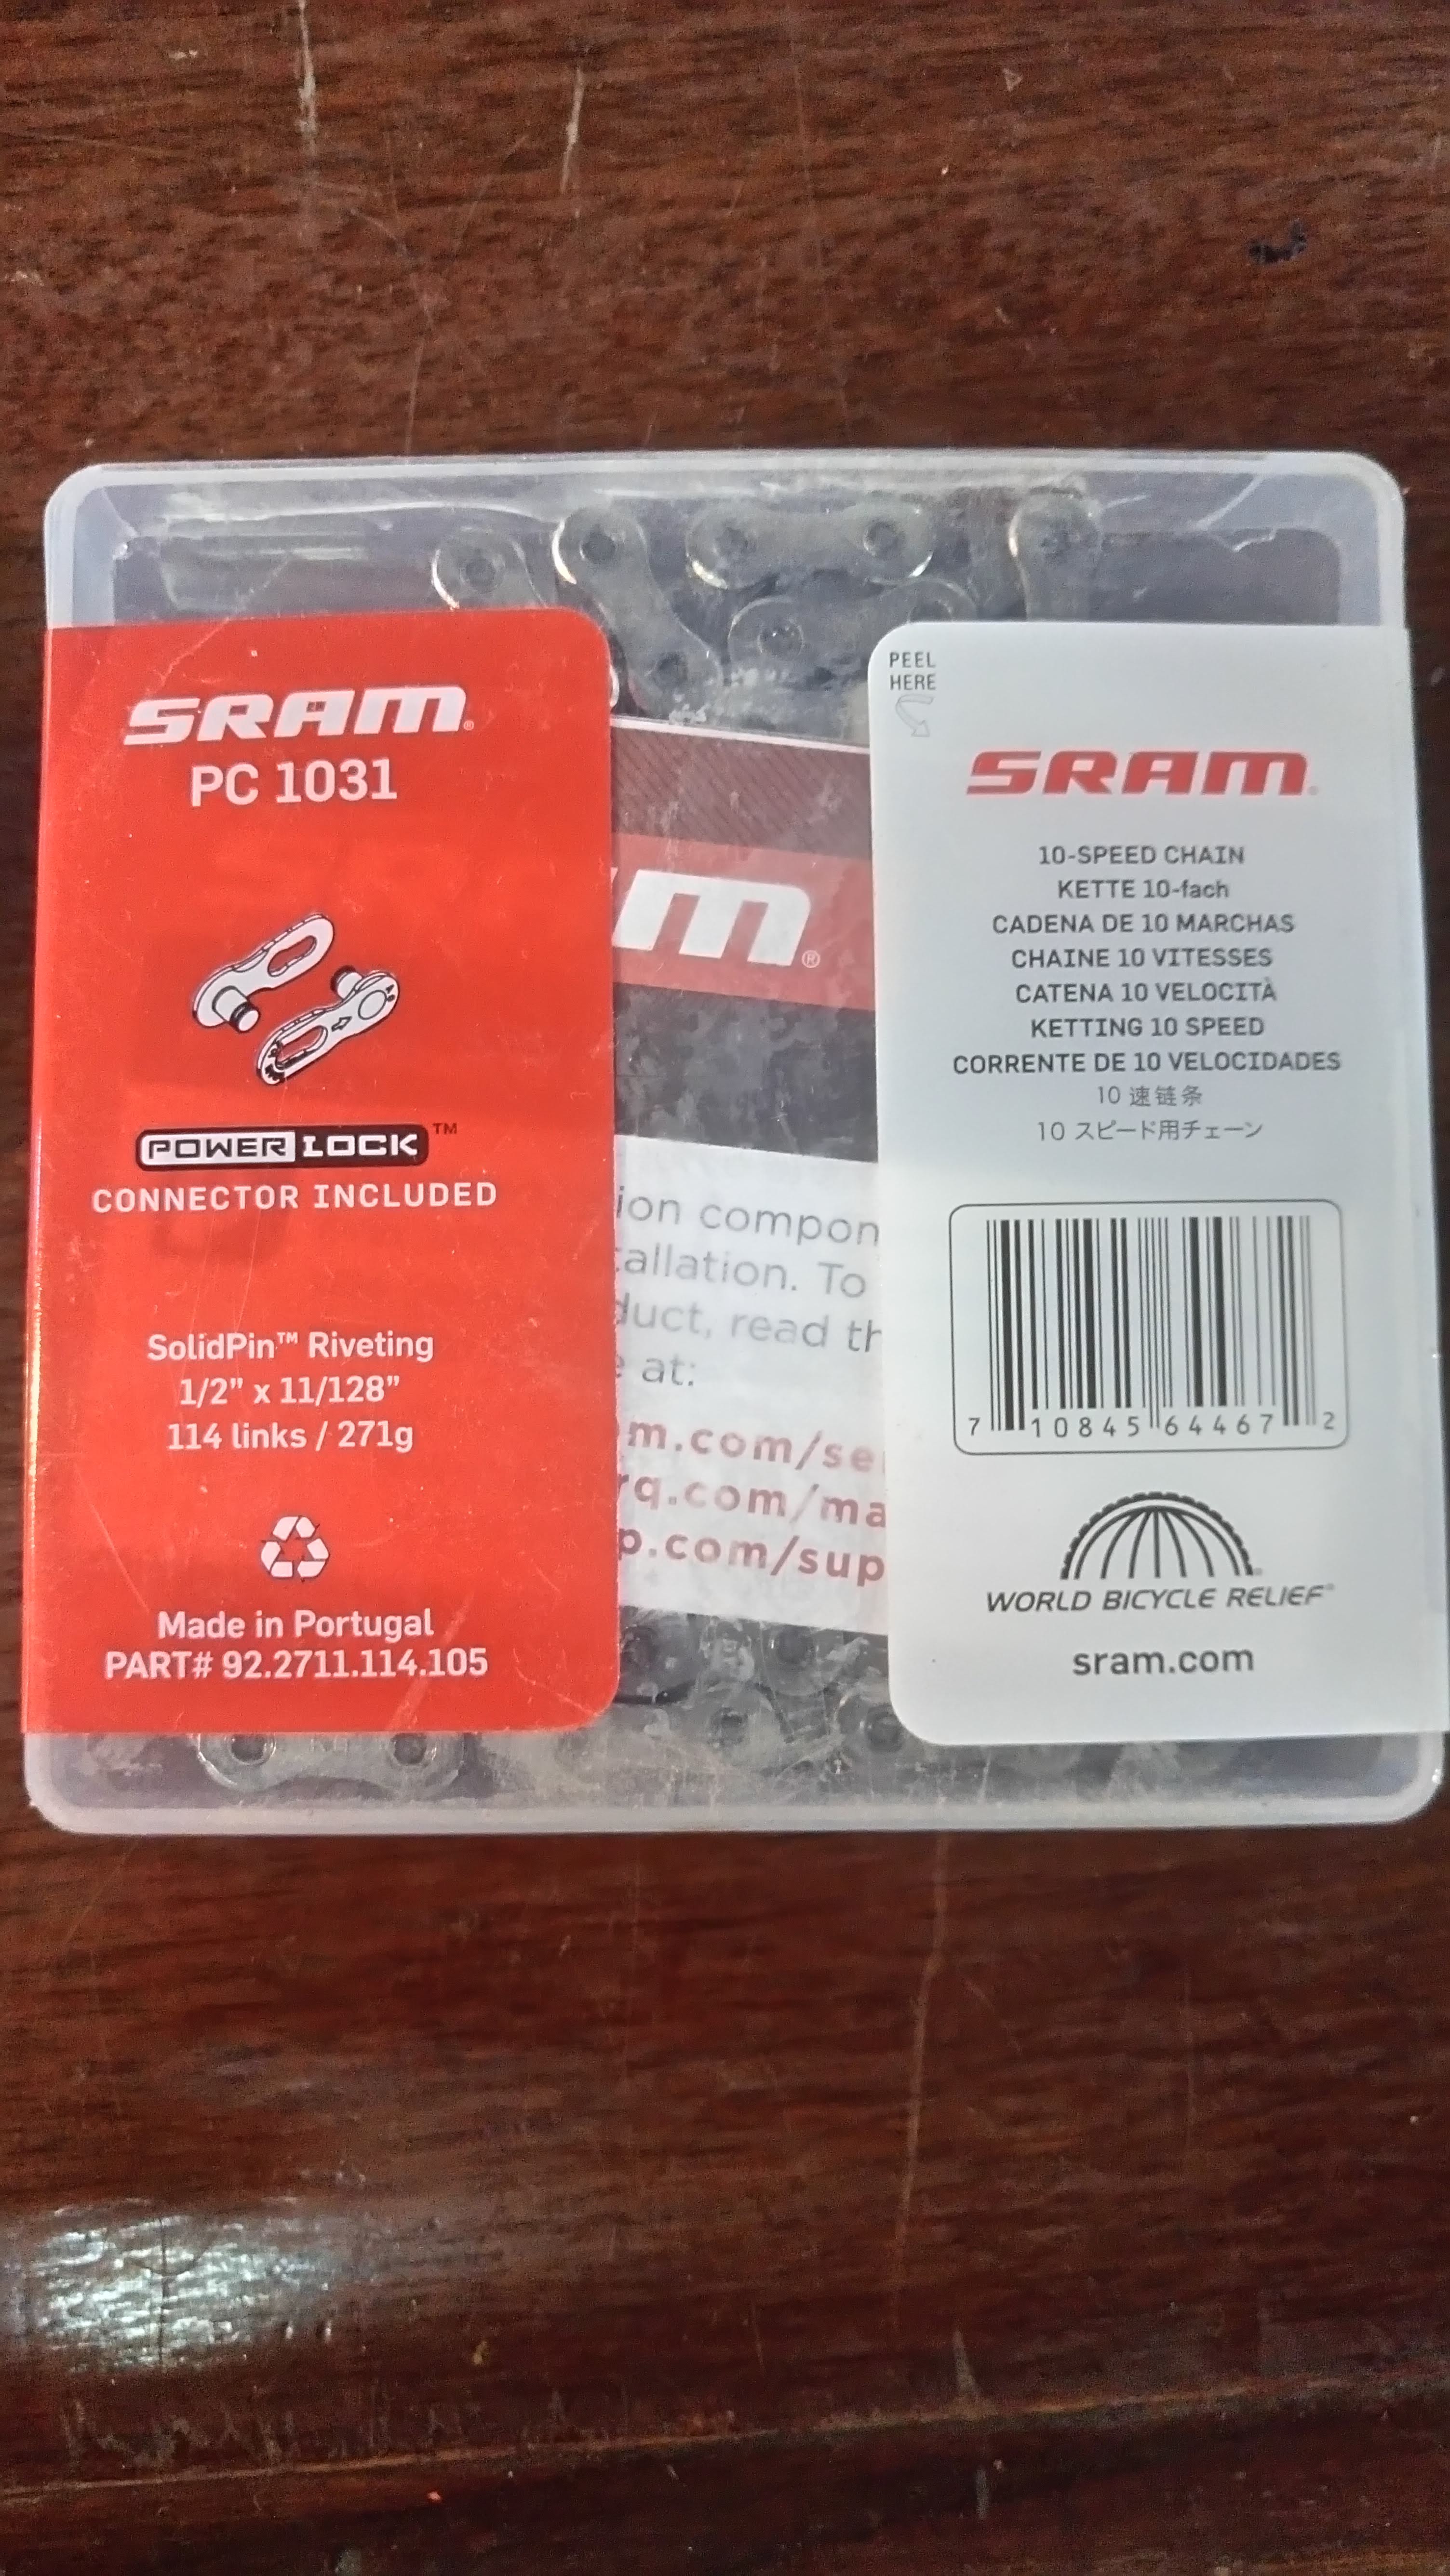 SRAM®
PC 1031
POWER LOCK™
CONNECTOR INCLUDED
SolidPin™ Riveting
1/2" x 11/128"
114 links / 271g
Made in Portugal
PART# 92.2711.114.105
m®
ion compon
tallation. To
duct, read th
e at:
m.com/se
rq.com/ma
p.com/sup
PEEL
HERE
SRAM®
10-SPEED CHAIN
KETTE 10-fach
CADENA DE 10 MARCHAS
CHAINE 10 VITESSES
CATENA 10 VELOCITÀ
KETTING 10 SPEED
CORRENTE DE 10 VELOCIDADES
10 速链条
10 スピード用チェーン
7 10845 64467 2
WORLD BICYCLE RELIEF®
sram.com